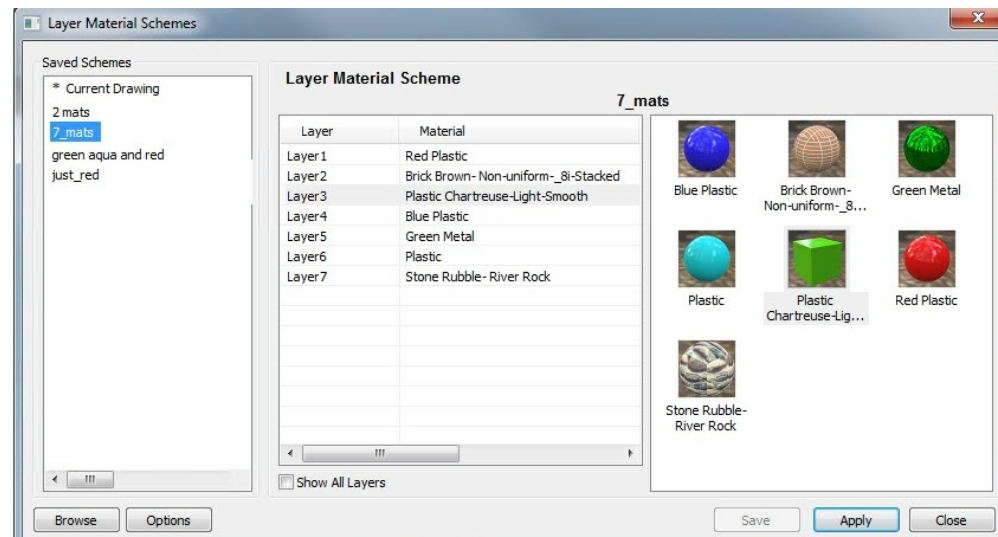 Layer Material Schemes
Saved Schemes
* Current Drawing
2 mats
7_mats
green aqua and red
just_red
Layer Material Scheme
7_mats
Layer Material
Layer1 Red Plastic
Layer2 Brick Brown- Non-uniform-_8i-Stacked
Layer3 Plastic Chartreuse-Light-Smooth
Layer4 Blue Plastic
Layer5 Green Metal
Layer6 Plastic
Layer7 Stone Rubble- River Rock
Show All Layers
Blue Plastic
Brick Brown-
Non-uniform-_8...
Green Metal
Plastic
Plastic
Chartreuse-Lig...
Red Plastic
Stone Rubble-
River Rock
Browse Options Save Apply Close